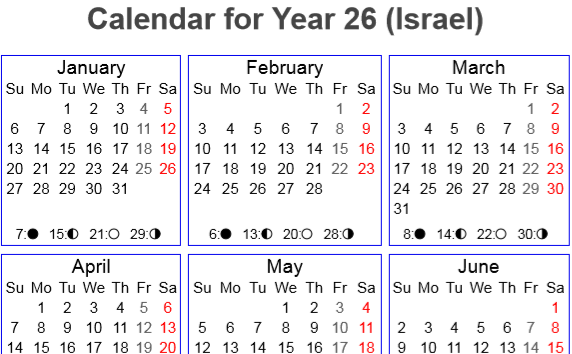 Calendar for Year 26 (Israel)
January
Su Mo Tu We Th Fr Sa
1 2 3 4 5
6 7 8 9 10 11 12
13 14 15 16 17 18 19
20 21 22 23 24 25 26
27 28 29 30 31
7: 15: 21: 29:
February
Su Mo Tu We Th Fr Sa
1 2
3 4 5 6 7 8 9
10 11 12 13 14 15 16
17 18 19 20 21 22 23
24 25 26 27 28
6: 13: 20: 28:
March
Su Mo Tu We Th Fr Sa
1 2
3 4 5 6 7 8 9
10 11 12 13 14 15 16
17 18 19 20 21 22 23
24 25 26 27 28 29 30
31
8: 14: 22: 30:
April
Su Mo Tu We Th Fr Sa
1 2 3 4 5 6
7 8 9 10 11 12 13
14 15 16 17 18 19 20
May
Su Mo Tu We Th Fr Sa
1 2 3 4
5 6 7 8 9 10 11
12 13 14 15 16 17 18
June
Su Mo Tu We Th Fr Sa
1
2 3 4 5 6 7 8
9 10 11 12 13 14 15